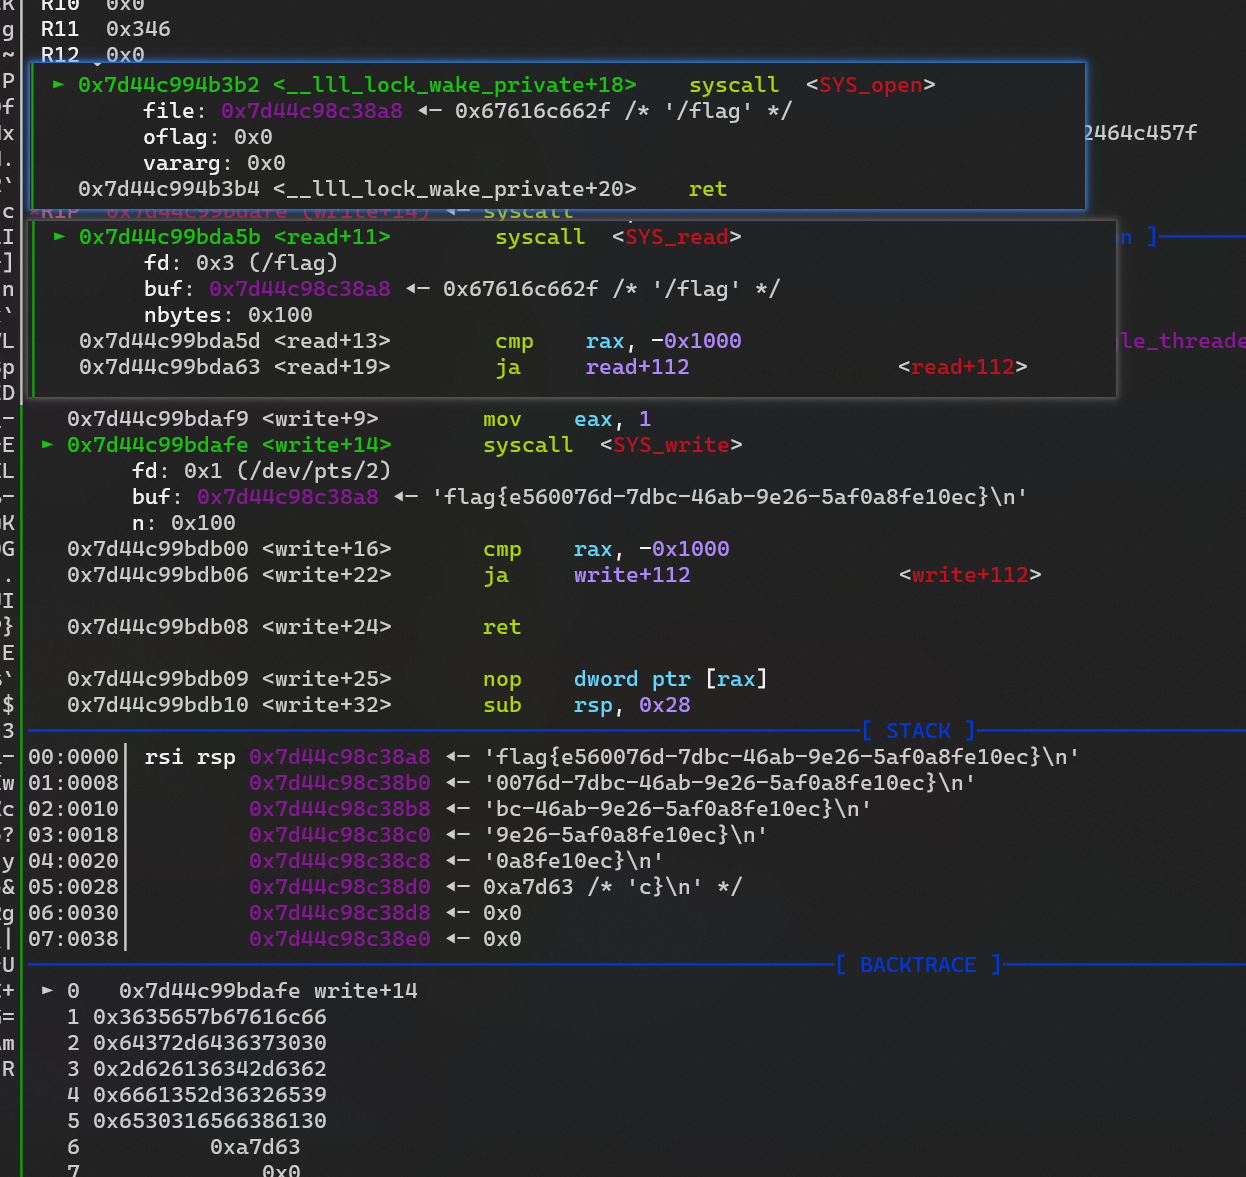 R10 0x0
R11 0x346
R12 0x0
► 0x7d44c994b3b2 <__lll_lock_wake_private+18> syscall <SYS_open>
file: 0x7d44c98c38a8 ◂— 0x67616c662f /* '/flag' */
oflag: 0x0
vararg: 0x0
2464c457f
0x7d44c994b3b4 <__lll_lock_wake_private+20> ret
*RIP 0x7d44c99bdafe (write+14) ◂— syscall
► 0x7d44c99bda5b <read+11> syscall <SYS_read>
n ]
fd: 0x3 (/flag)
buf: 0x7d44c98c38a8 ◂— 0x67616c662f /* '/flag' */
nbytes: 0x100
0x7d44c99bda5d <read+13> cmp rax, -0x1000
le_threade
0x7d44c99bda63 <read+19> ja read+112 <read+112>
0x7d44c99bdaf9 <write+9> mov eax, 1
► 0x7d44c99bdafe <write+14> syscall <SYS_write>
fd: 0x1 (/dev/pts/2)
buf: 0x7d44c98c38a8 ◂— 'flag{e560076d-7dbc-46ab-9e26-5af0a8fe10ec}\n'
n: 0x100
0x7d44c99bdb00 <write+16> cmp rax, -0x1000
0x7d44c99bdb06 <write+22> ja write+112 <write+112>
0x7d44c99bdb08 <write+24> ret
0x7d44c99bdb09 <write+25> nop dword ptr [rax]
0x7d44c99bdb10 <write+32> sub rsp, 0x28
[ STACK ]
00:0000│ rsi rsp 0x7d44c98c38a8 ◂— 'flag{e560076d-7dbc-46ab-9e26-5af0a8fe10ec}\n'
01:0008│ 0x7d44c98c38b0 ◂— '0076d-7dbc-46ab-9e26-5af0a8fe10ec}\n'
02:0010│ 0x7d44c98c38b8 ◂— 'bc-46ab-9e26-5af0a8fe10ec}\n'
03:0018│ 0x7d44c98c38c0 ◂— '9e26-5af0a8fe10ec}\n'
04:0020│ 0x7d44c98c38c8 ◂— '0a8fe10ec}\n'
05:0028│ 0x7d44c98c38d0 ◂— 0xa7d63 /* 'c}\n' */
06:0030│ 0x7d44c98c38d8 ◂— 0x0
07:0038│ 0x7d44c98c38e0 ◂— 0x0
[ BACKTRACE ]
► 0 0x7d44c99bdafe write+14
1 0x3635657b67616c66
2 0x64372d6436373030
3 0x2d626136342d6362
4 0x6661352d36326539
5 0x6530316566386130
6 0xa7d63
7 0x0